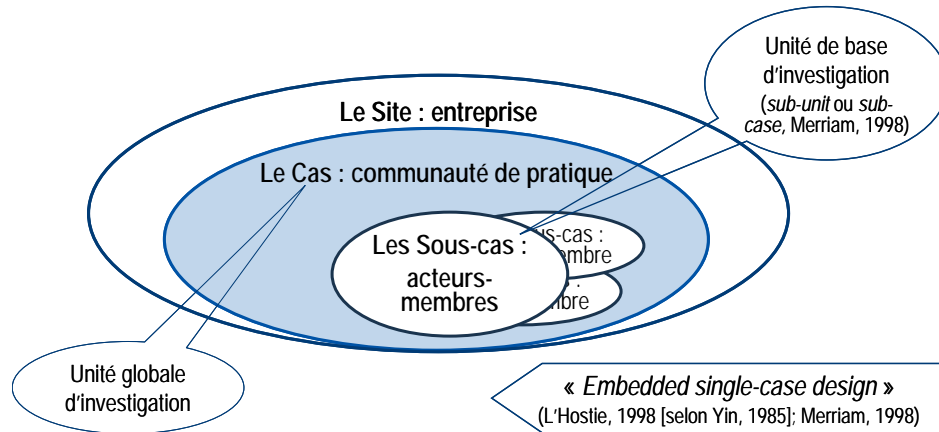 Unité de base
d'investigation
(sub-unit ou sub-
case, Merriam, 1998)
Le Site : entreprise
Le Cas : communauté de pratique
Les Sous-cas :
acteurs-
membres
Unité globale
d'investigation
« Embedded single-case design »
(L'Hostie, 1998 [selon Yin, 1985]; Merriam, 1998)